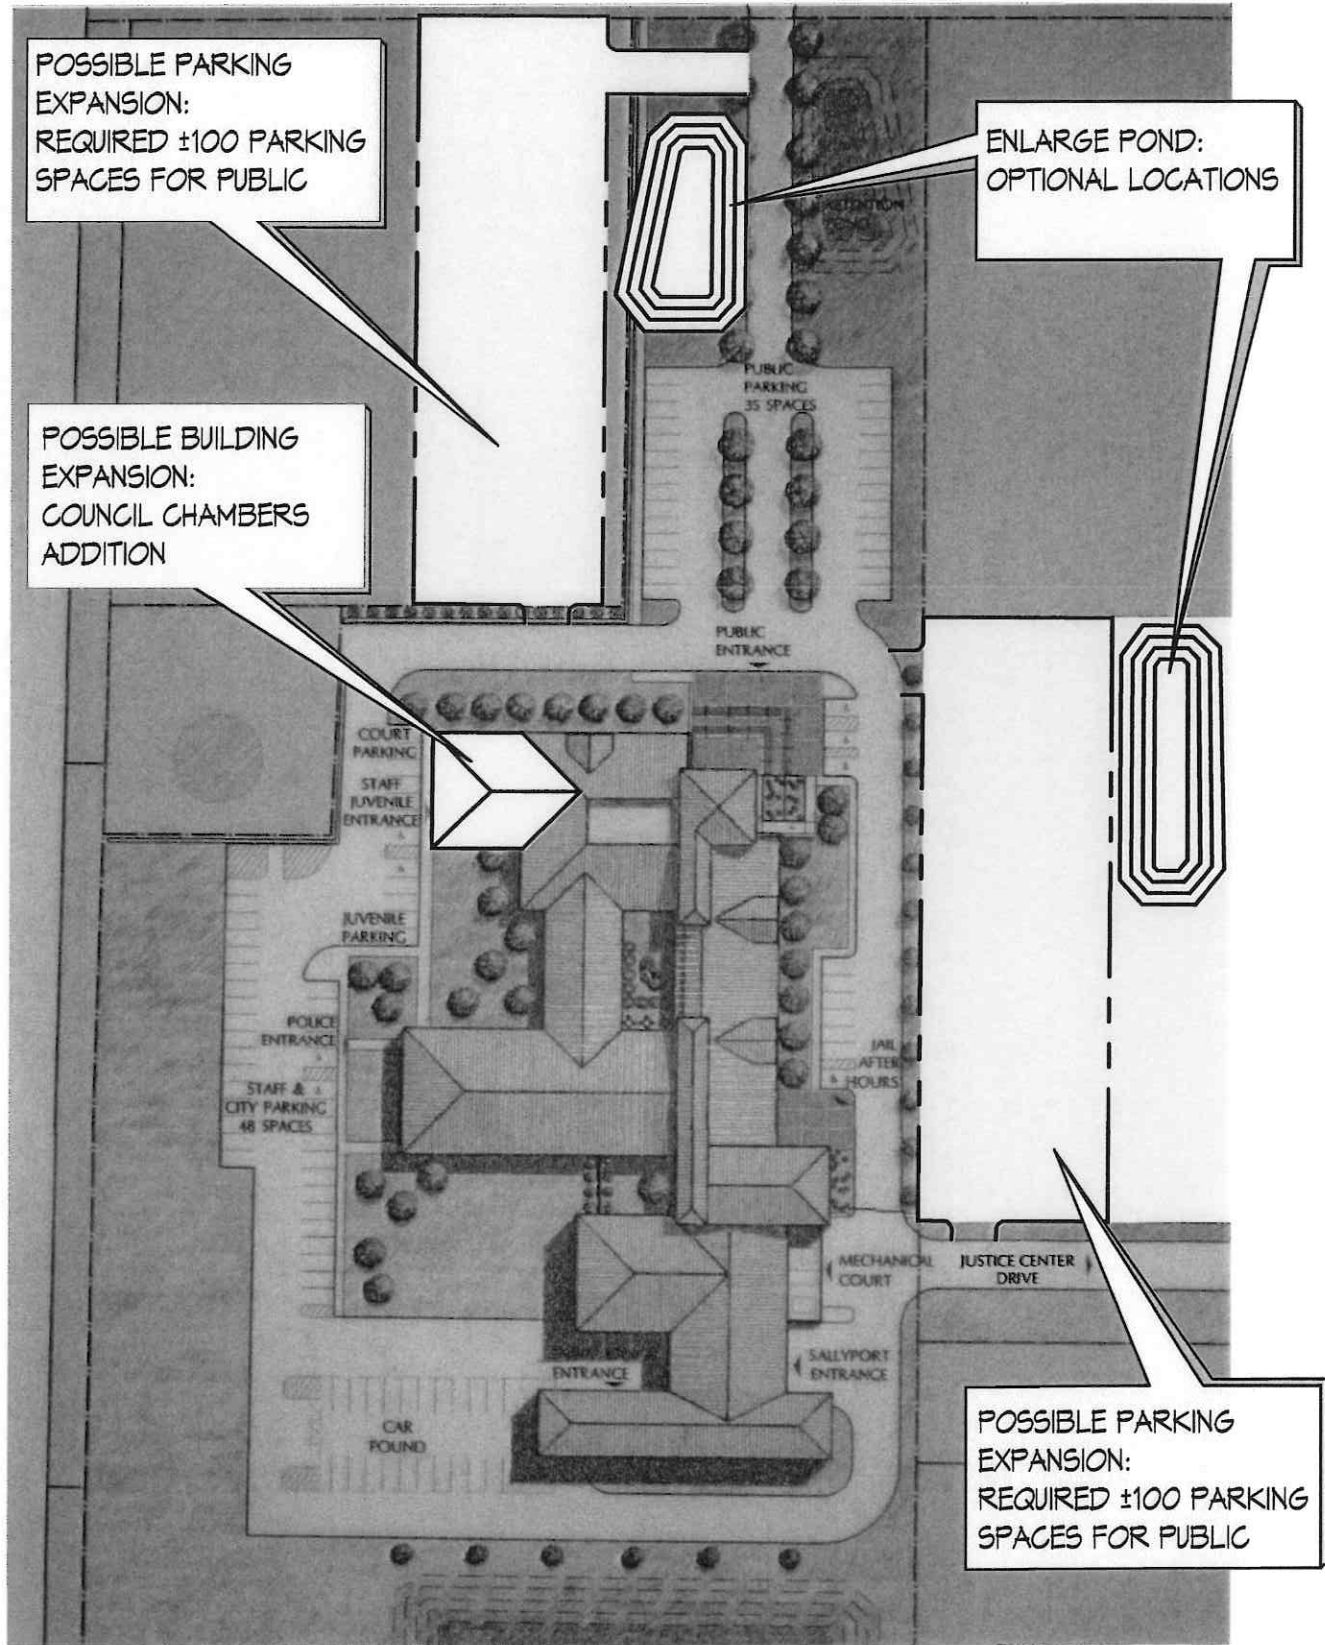 POSSIBLE PARKING
EXPANSION:
REQUIRED ±100 PARKING
SPACES FOR PUBLIC
ENLARGE POND:
OPTIONAL LOCATIONS
PUBLIC
PARKING
35 SPACES
POSSIBLE BUILDING
EXPANSION:
COUNCIL CHAMBERS
ADDITION
PUBLIC
ENTRANCE
COURT
PARKING
STAFF
JUVENILE
ENTRANCE
JUVENILE
PARKING
POLICE
ENTRANCE
STAFF &
CITY PARKING
48 SPACES
JAIL
AFTER
HOURS
MECHANICAL
COURT
JUSTICE CENTER
DRIVE
SALLYPORT
ENTRANCE
ENTRANCE
CAR
POUND
POSSIBLE PARKING
EXPANSION:
REQUIRED ±100 PARKING
SPACES FOR PUBLIC